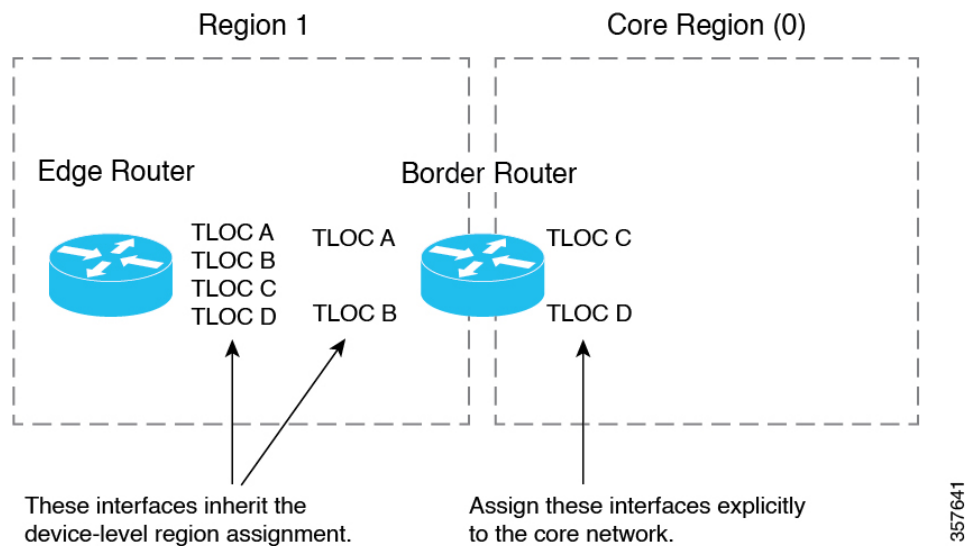 Region 1
Core Region (0)
Edge Router
Border Router
TLOC A
TLOC B
TLOC C
TLOC D
TLOC A
TLOC B
TLOC C
TLOC D
These interfaces inherit the
device-level region assignment.
Assign these interfaces explicitly
to the core network.
357641